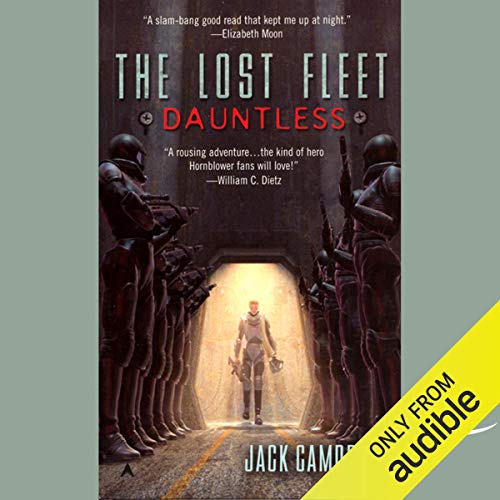 "A slam-bang good read that kept me up at night."
—Elizabeth Moon
THE LOST FLEET
DAUNTLESS
"A rousing adventure...the kind of hero
Hornblower fans will love!"
—William C. Dietz
JACK
ONLY FROM
audible